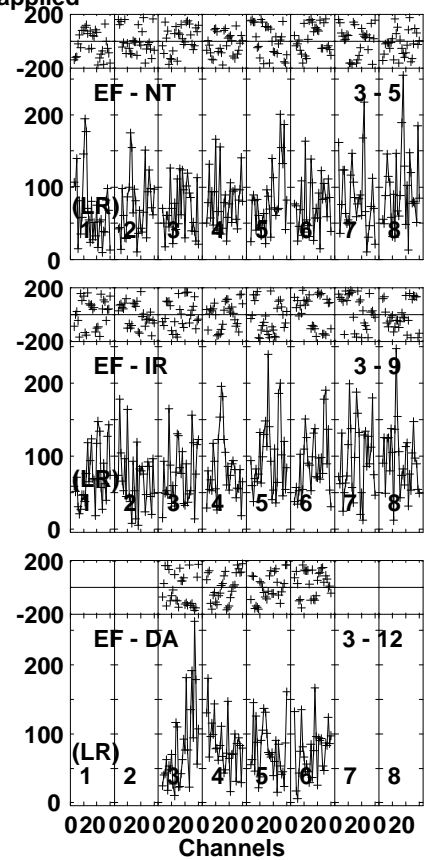 applied
200
-200
EF - NT 3 - 5
200
100
(LR)
1 2 3 4 5 6 7 8
0
200
-200
EF - IR 3 - 9
200
100
(LR)
1 2 3 4 5 6 7 8
0
200
-200
EF - DA 3 - 12
200
100
(LR)
1 2 3 4 5 6 7 8
0
020020020020020020020020
Channels